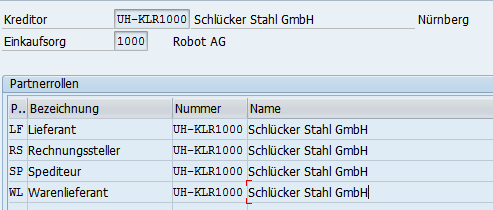 Kreditor UH-KLR1000 Schlücker Stahl GmbH Nürnberg
Einkaufsorg 1000 Robot AG
Partnerrollen
P.. Bezeichnung Nummer Name
LF Lieferant UH-KLR1000 Schlücker Stahl GmbH
RS Rechnungssteller UH-KLR1000 Schlücker Stahl GmbH
SP Spediteur UH-KLR1000 Schlücker Stahl GmbH
WL Warenlieferant UH-KLR1000 Schlücker Stahl GmbH